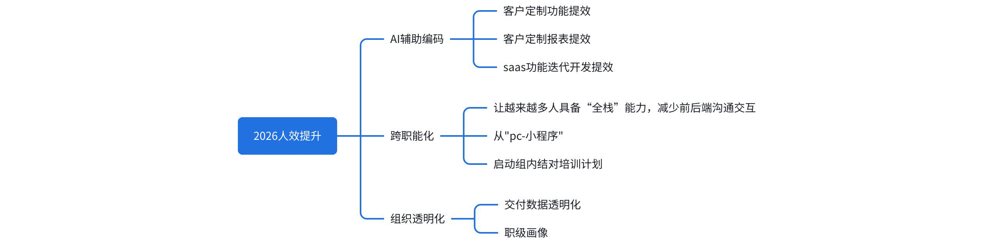 2026人效提升
AI辅助编码
客户定制功能提效
客户定制报表提效
saas功能迭代开发提效
跨职能化
让越来越多人具备“全栈”能力，减少前后端沟通交互
从"pc-小程序"
启动组内结对培训计划
组织透明化
交付数据透明化
职级画像